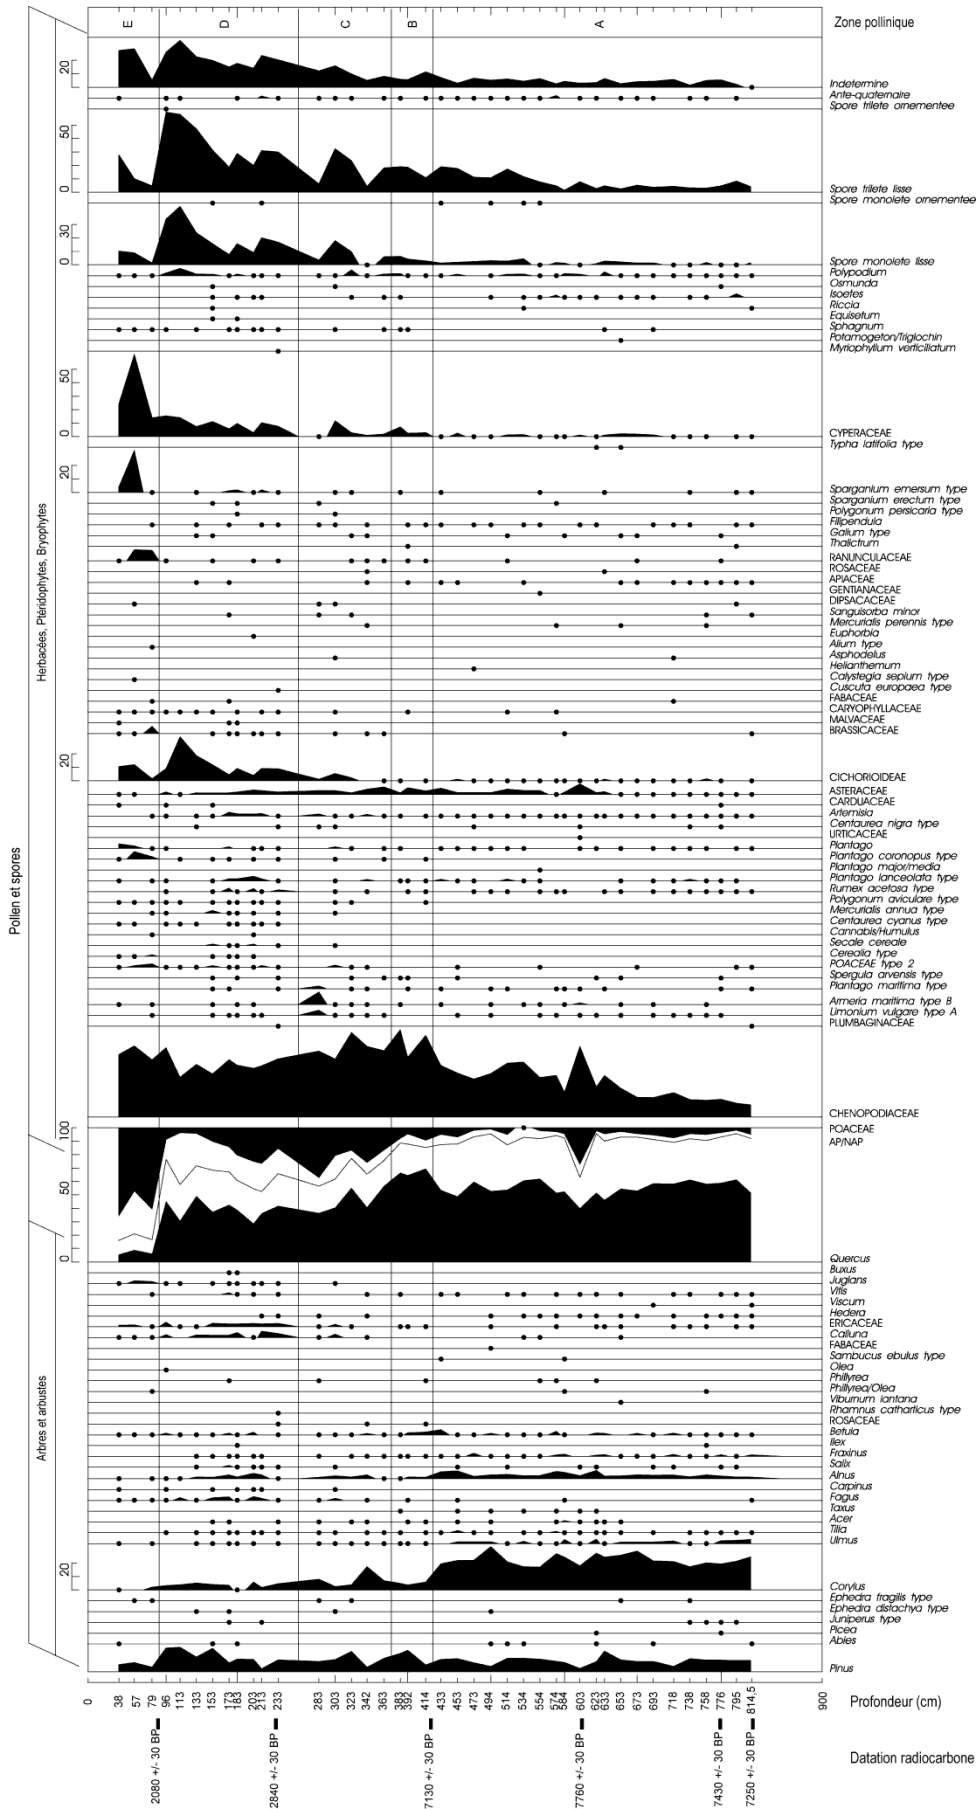 Pollen et spores
Herbacées, Ptéridophytes, Bryophytes
Arbres et arbustes
E
D
C
B
A
Zone pollinique
20
Indetermine
Ante-quaternaire
Spore trilete ornementee
50
0
Spore trilete lisse
Spore monolete ornementee
30
0
Spore monolete lisse
Polypodium
Osmunda
Isoetes
Riccia
Equisetum
Sphagnum
Potamogeton/Triglochin
Myriophyllum verticillatum
50
0
CYPERACEAE
Typha latifolia type
20
Sparganium emersum type
Sparganium erectum type
Polygonum persicaria type
Filipendula
Galium type
Thalictrum
RANUNCULACEAE
ROSACEAE
APIACEAE
GENTIANACEAE
DIPSACACEAE
Sanguisorba minor
Mercurialis perennis type
Euphorbia
Alium type
Asphodelus
Helianthemum
Calystegia sepium type
Cuscuta europaea type
FABACEAE
CARYOPHYLLACEAE
MALVACEAE
BRASSICACEAE
20
CICHORIOIDEAE
ASTERACEAE
CARDUACEAE
Artemisia
Centaurea nigra type
URTICACEAE
Plantago
Plantago coronopus type
Plantago major/media
Plantago lanceolata type
Rumex acetosa type
Polygonum aviculare type
Mercurialis annua type
Centaurea cyanus type
Cannabis/Humulus
Secale cereale
Cerealia type
POACEAE type 2
Spergula arvensis type
Plantago maritima type
Armeria maritima type B
Limonium vulgare type A
PLUMBAGINACEAE
CHENOPODIACEAE
100
POACEAE
AP/NAP
50
0
Quercus
Buxus
Juglans
Vitis
Viscum
Hedera
ERICACEAE
Calluna
FABACEAE
Sambucus ebulus type
Olea
Phillyrea
Phillyrea/Olea
Viburnum lantana
Rhamnus catharticus type
ROSACEAE
Betula
Ilex
Fraxinus
Salix
Alnus
Carpinus
Fagus
Taxus
Acer
Tilia
Ulmus
20
Corylus
Ephedra fragilis type
Ephedra distachya type
Juniperus type
Picea
Abies
Pinus
0 38 57 79 96 113 133 153 173 183 203 213 233 283 303 323 342 363 383 392 414 433 453 473 494 514 534 554 574 584 603 623 633 653 673 693 718 738 758 776 795 814,5 900
Profondeur (cm)
2080 +/- 30 BP
2840 +/- 30 BP
7130 +/- 30 BP
7760 +/- 30 BP
7430 +/- 30 BP
7250 +/- 30 BP
Datation radiocarbone